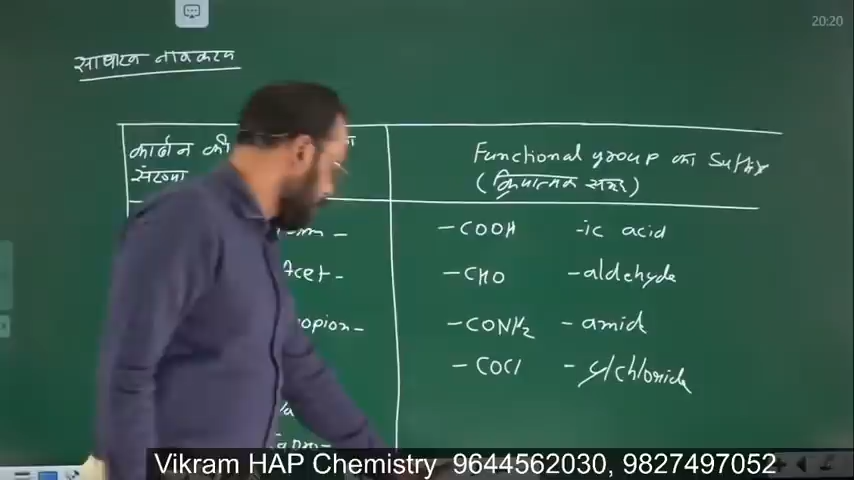 20:20
साधारण नामकरण
कार्बन की
संख्या
Functional group का Suffix
(क्रियात्मक समूह)
-COOH -ic acid
Acet- -CHO -aldehyde
opion- -CONH2 -amide
-COCl -yl chloride
Vikram HAP Chemistry 9644562030, 9827497052